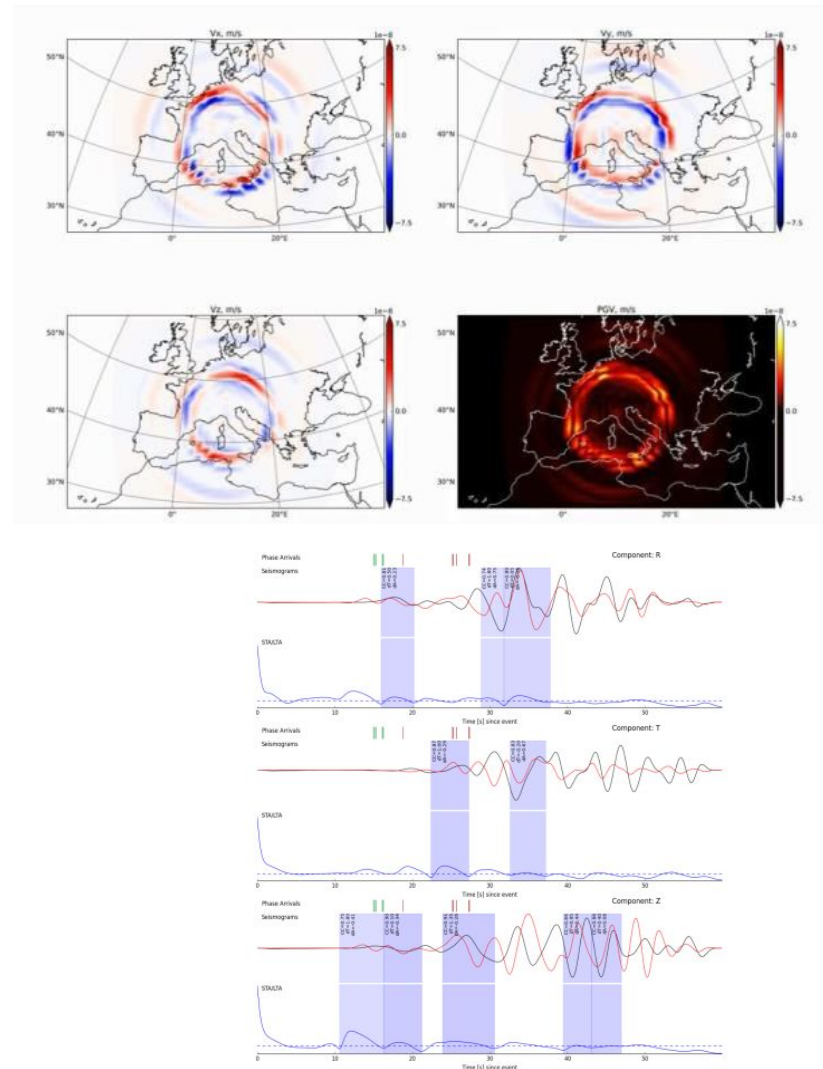 Vx, m/s
1e−8
7.5
50°N
40°N
0.0
30°N
−7.5
0°
20°E
Vy, m/s
1e−8
7.5
50°N
40°N
0.0
30°N
−7.5
0°
20°E
Vz, m/s
1e−8
7.5
50°N
40°N
0.0
30°N
−7.5
0°
20°E
PGV, m/s
1e−8
7.5
50°N
40°N
0.0
30°N
−7.5
0°
20°E
Phase Arrivals
Component: R
Seismograms
STA/LTA
0 10 20 30 40 50
Time [s] since event
Phase Arrivals
Component: T
Seismograms
STA/LTA
0 10 20 30 40 50
Time [s] since event
Phase Arrivals
Component: Z
Seismograms
STA/LTA
0 10 20 30 40 50
Time [s] since event